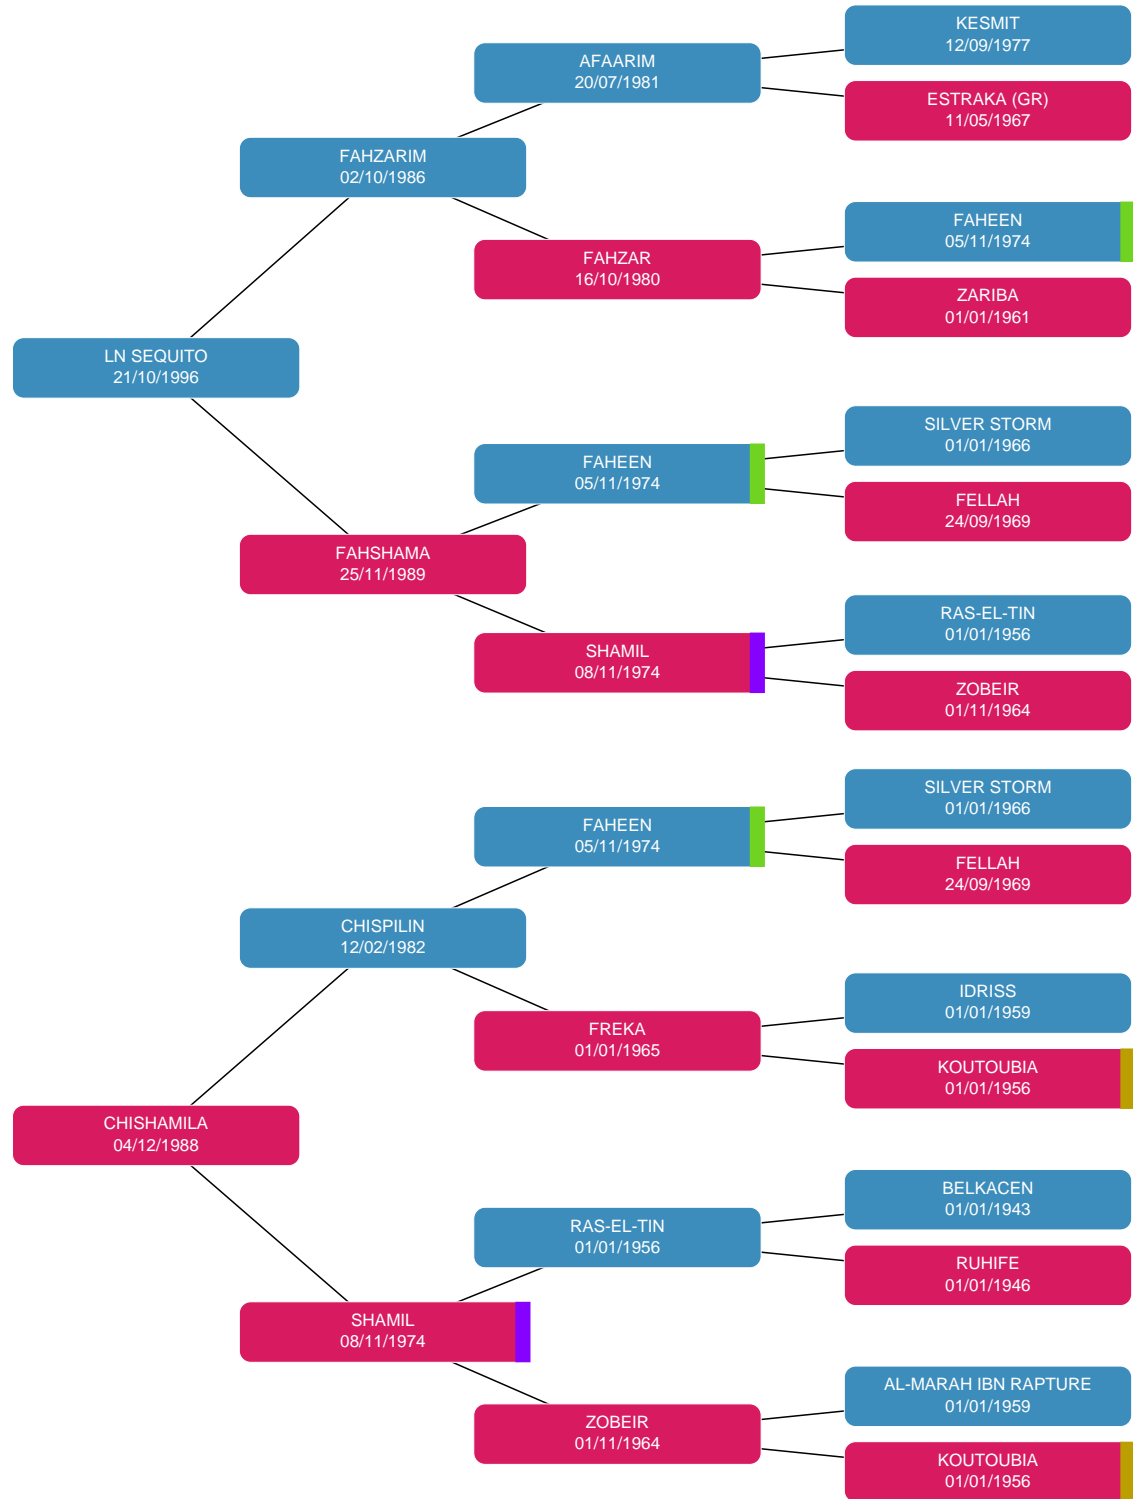 KESMIT
12/09/1977
AFAARIM
20/07/1981
ESTRAKA (GR)
11/05/1967
FAHZARIM
02/10/1986
FAHEEN
05/11/1974
FAHZAR
16/10/1980
ZARIBA
01/01/1961
LN SEQUITO
21/10/1996
SILVER STORM
01/01/1966
FAHEEN
05/11/1974
FELLAH
24/09/1969
FAHSHAMA
25/11/1989
RAS-EL-TIN
01/01/1956
SHAMIL
08/11/1974
ZOBEIR
01/11/1964
SILVER STORM
01/01/1966
FAHEEN
05/11/1974
FELLAH
24/09/1969
CHISPILIN
12/02/1982
IDRISS
01/01/1959
FREKA
01/01/1965
KOUTOUBIA
01/01/1956
CHISHAMILA
04/12/1988
BELKACEN
01/01/1943
RAS-EL-TIN
01/01/1956
RUHIFE
01/01/1946
SHAMIL
08/11/1974
AL-MARAH IBN RAPTURE
01/01/1959
ZOBEIR
01/11/1964
KOUTOUBIA
01/01/1956